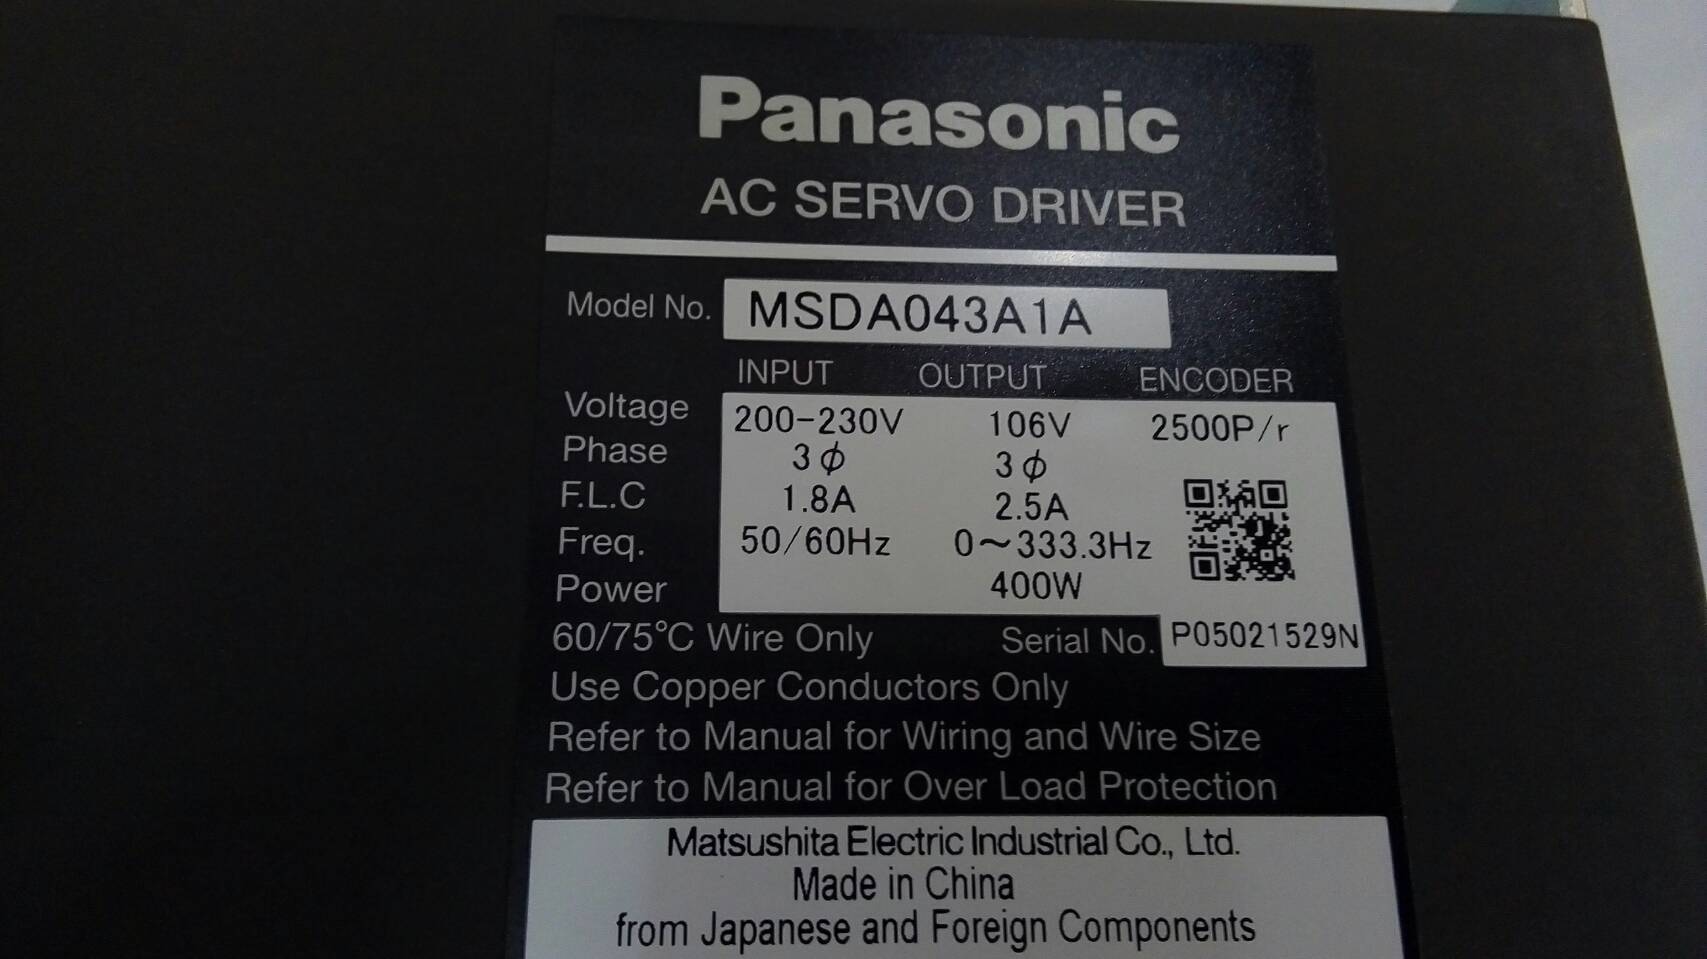 Panasonic
AC SERVO DRIVER
Model No. MSDA043A1A
INPUT OUTPUT ENCODER
Voltage 200-230V 106V 2500P/r
Phase 3ϕ 3ϕ
F.L.C 1.8A 2.5A
Freq. 50/60Hz 0～333.3Hz
Power 400W
60/75℃ Wire Only Serial No. P05021529N
Use Copper Conductors Only
Refer to Manual for Wiring and Wire Size
Refer to Manual for Over Load Protection
Matsushita Electric Industrial Co., Ltd.
Made in China
from Japanese and Foreign Components